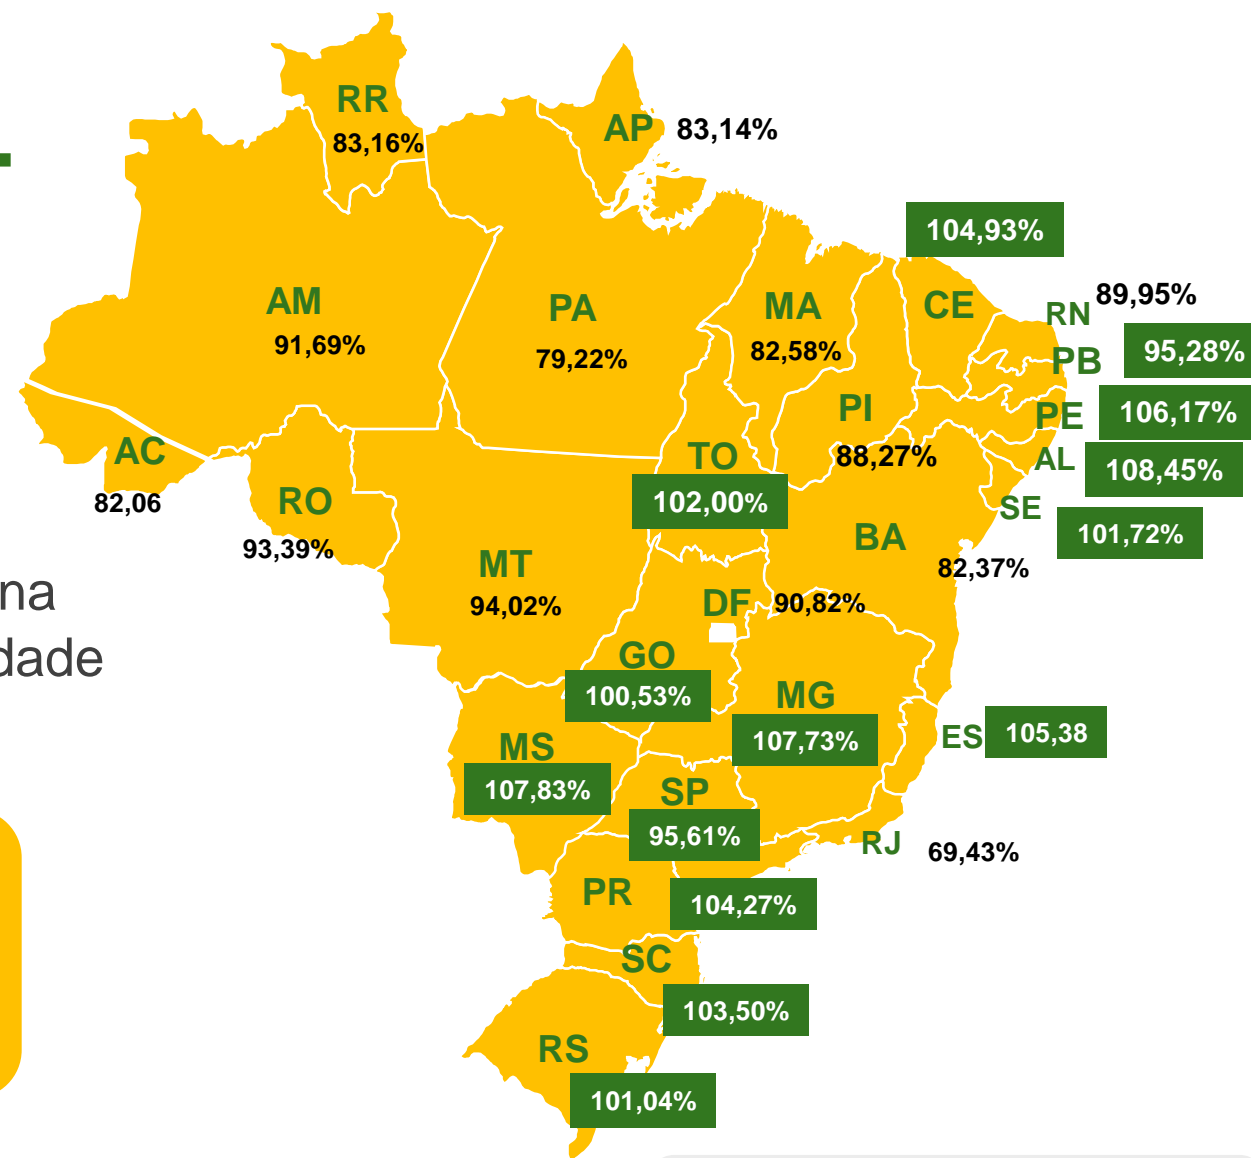 RR
83,16%
AP 83,14%
104,93%
AM
91,69%
PA
79,22%
MA
82,58%
CE
RN 89,95%
PB 95,28%
PI
88,27%
PE 106,17%
AC
82,06
TO
102,00%
AL 108,45%
RO
93,39%
SE 101,72%
BA
82,37%
MT
94,02%
na
dade
DF 90,82%
GO
100,53%
MG
107,73%
ES 105,38
MS
107,83%
SP
95,61%
RJ 69,43%
PR 104,27%
SC
103,50%
RS
101,04%